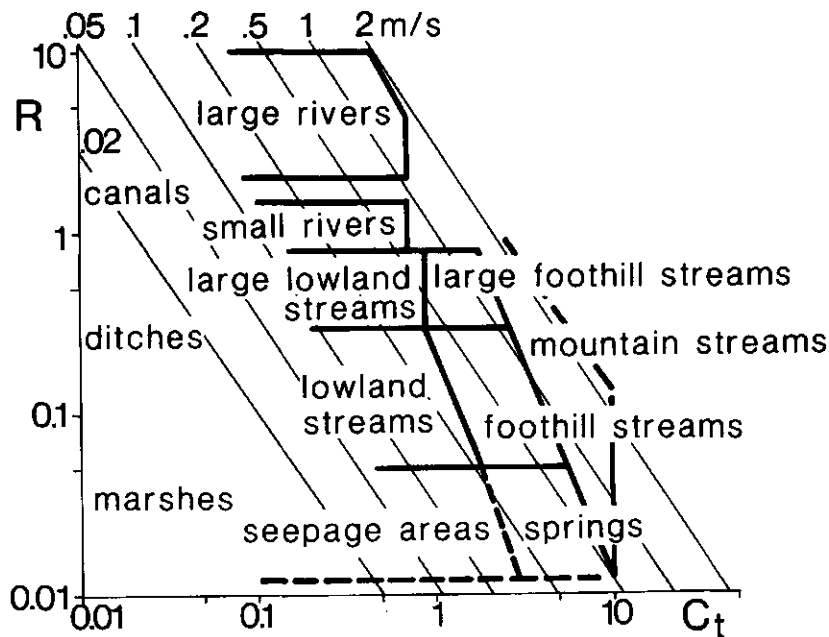 .05 .1 .2 .5 1 2 m/s
10
R
large rivers
.02
canals
small rivers
1
large lowland streams
large foothill streams
ditches
mountain streams
lowland streams
0.1
foothill streams
marshes
seepage areas
springs
0.01
0.01 0.1 1 10 Ct